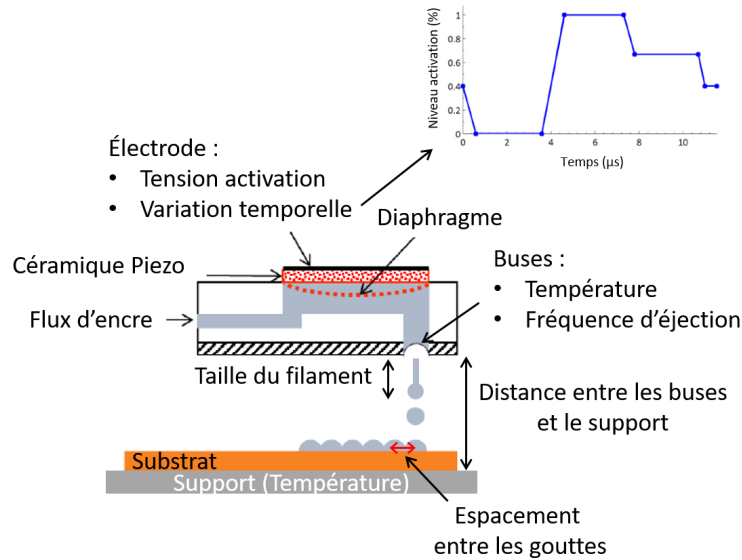 Niveau activation (%)
1
0.8
0.6
0.4
0.2
0
0
2
4
6
8
10
Temps (µs)
Électrode :
• Tension activation
• Variation temporelle
Diaphragme
Céramique Piezo
Buses :
• Température
• Fréquence d'éjection
Flux d'encre
Taille du filament
Distance entre les buses
et le support
Substrat
Support (Température)
Espacement
entre les gouttes